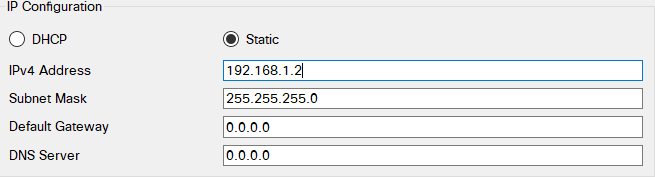 IP Configuration
DHCP Static
IPv4 Address 192.168.1.2
Subnet Mask 255.255.255.0
Default Gateway 0.0.0.0
DNS Server 0.0.0.0